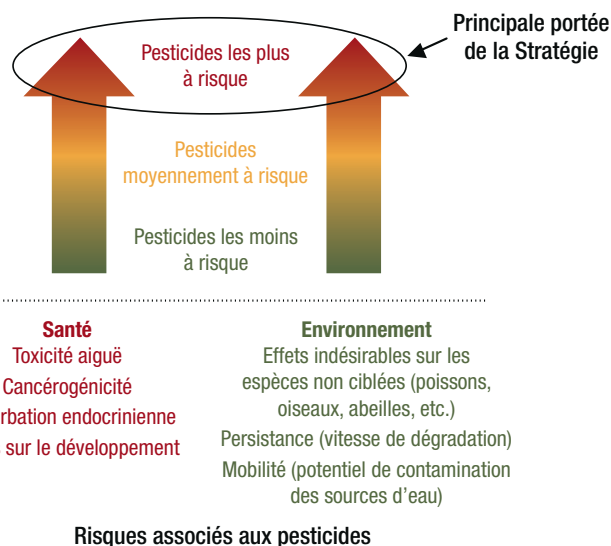 Principale portée
de la Stratégie
Pesticides les plus
à risque
Pesticides
moyennement à risque
Pesticides les moins
à risque
Santé
Toxicité aiguë
Cancérogénicité
endocrinienne
sur le développement
Environnement
Effets indésirables sur les
espèces non ciblées (poissons,
oiseaux, abeilles, etc.)
Persistance (vitesse de dégradation)
Mobilité (potentiel de contamination
des sources d'eau)
Risques associés aux pesticides